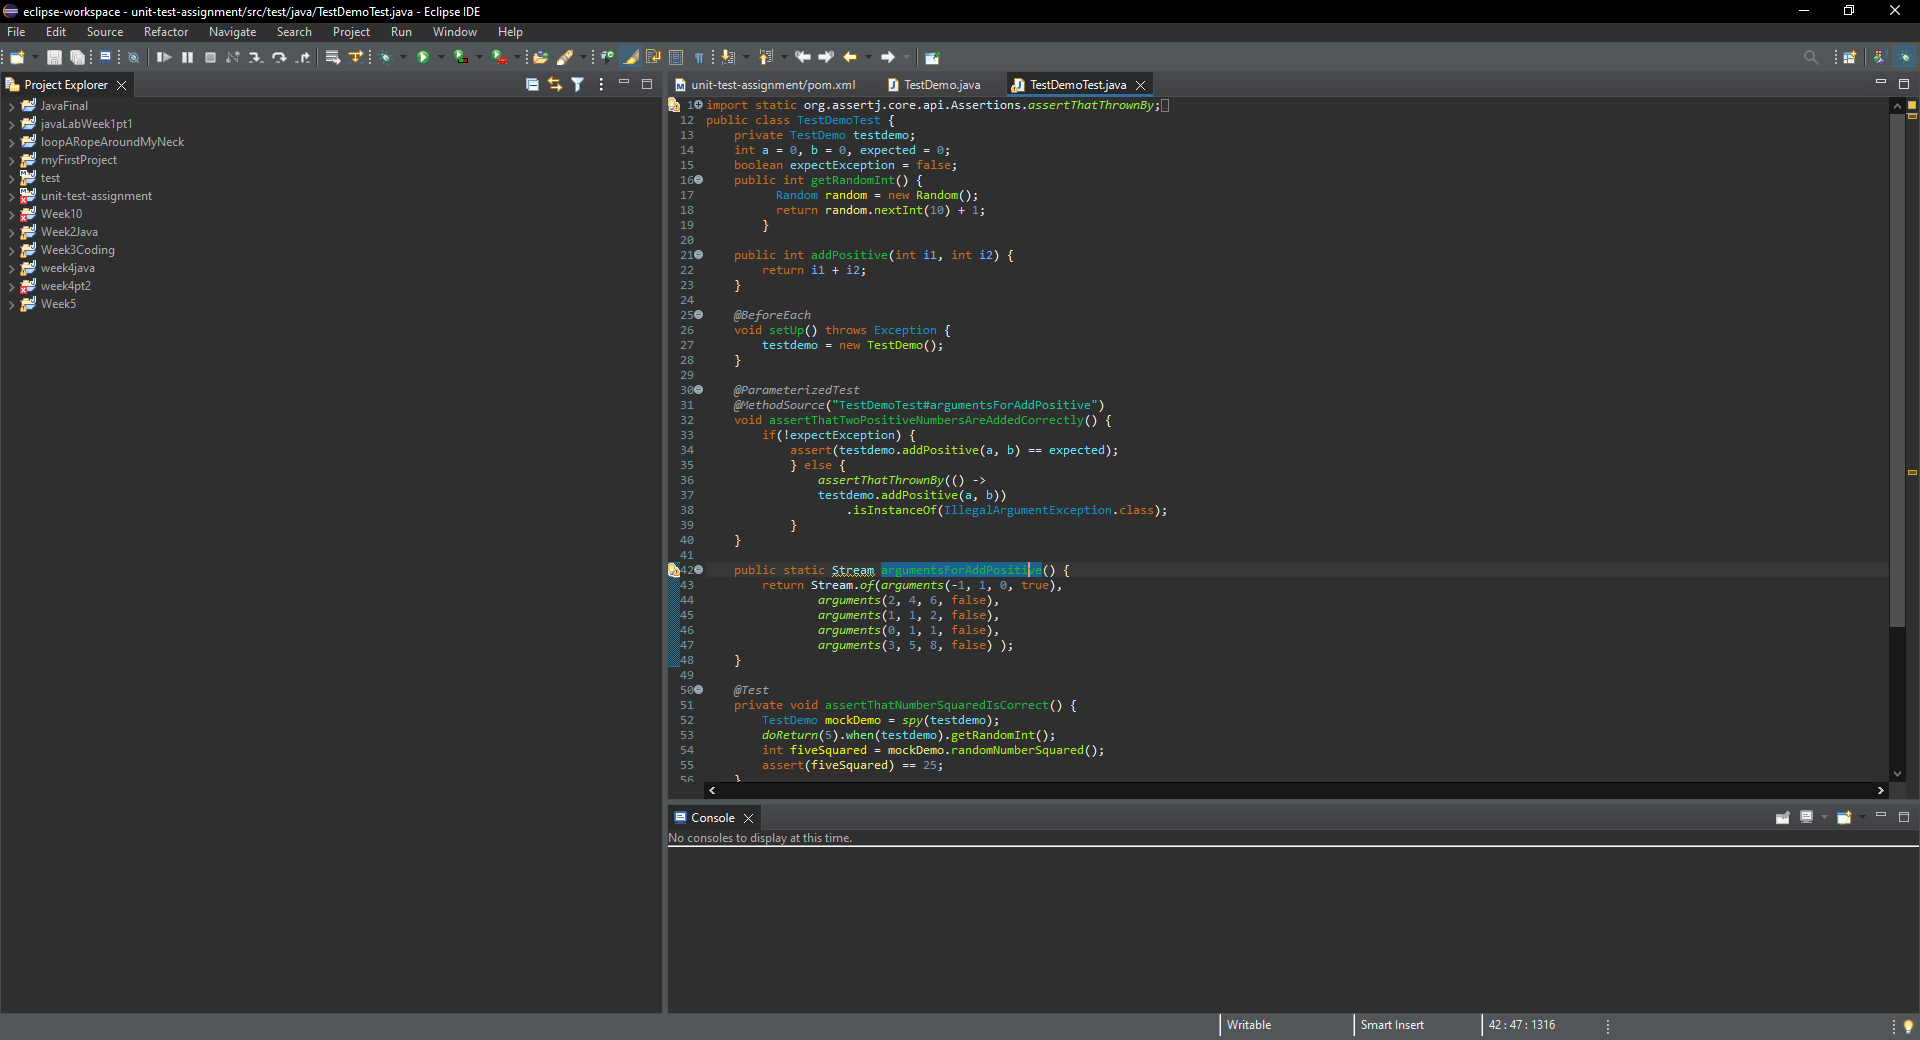 eclipse-workspace - unit-test-assignment/src/test/java/TestDemoTest.java - Eclipse IDE
File Edit Source Refactor Navigate Search Project Run Window Help
Project Explorer
JavaFinal
javaLabWeek1pt1
loopARopeAroundMyNeck
myFirstProject
test
unit-test-assignment
Week10
Week2Java
Week3Coding
week4java
week4pt2
Week5
unit-test-assignment/pom.xml TestDemo.java TestDemoTest.java
1 import static org.assertj.core.api.Assertions.assertThatThrownBy;
12 public class TestDemoTest {
13 private TestDemo testdemo;
14 int a = 0, b = 0, expected = 0;
15 boolean expectException = false;
16 public int getRandomInt() {
17 Random random = new Random();
18 return random.nextInt(10) + 1;
19 }
20
21 public int addPositive(int i1, int i2) {
22 return i1 + i2;
23 }
24
25 @BeforeEach
26 void setUp() throws Exception {
27 testdemo = new TestDemo();
28 }
29
30 @ParameterizedTest
31 @MethodSource("TestDemoTest#argumentsForAddPositive")
32 void assertThatTwoPositiveNumbersAreAddedCorrectly() {
33 if(!expectException) {
34 assert(testdemo.addPositive(a, b) == expected);
35 } else {
36 assertThatThrownBy(() ->
37 testdemo.addPositive(a, b))
38 .isInstanceOf(IllegalArgumentException.class);
39 }
40 }
41
42 public static Stream argumentsForAddPositive() {
43 return Stream.of(arguments(-1, 1, 0, true),
44 arguments(2, 4, 6, false),
45 arguments(1, 1, 2, false),
46 arguments(0, 1, 1, false),
47 arguments(3, 5, 8, false) );
48 }
49
50 @Test
51 private void assertThatNumberSquaredIsCorrect() {
52 TestDemo mockDemo = spy(testdemo);
53 doReturn(5).when(testdemo).getRandomInt();
54 int fiveSquared = mockDemo.randomNumberSquared();
55 assert(fiveSquared) == 25;
56 }
Console
No consoles to display at this time.
Writable Smart Insert 42 : 47 : 1316